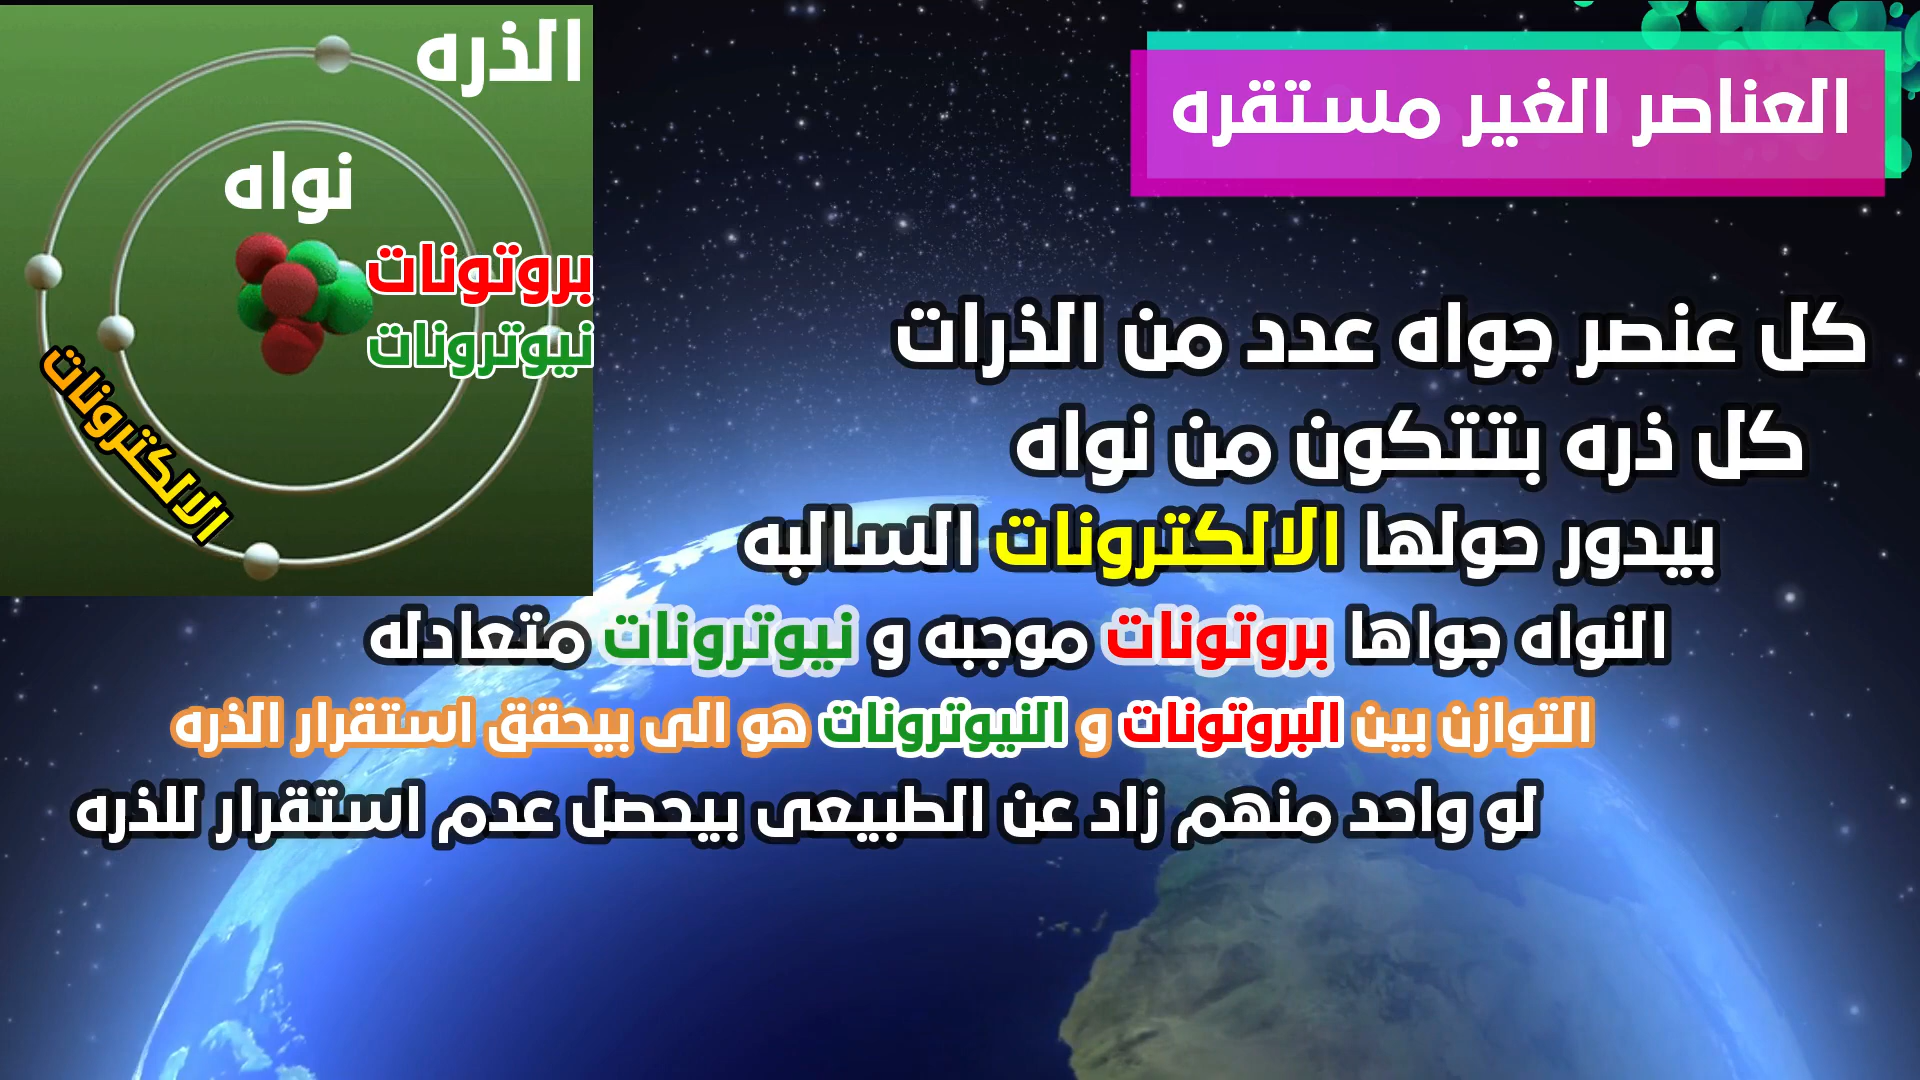 العناصر الغير مستقره
الذره
نواه
بروتونات
نيوترونات
الالكترونات
كل عنصر جواه عدد من الذرات
كل ذره بتتكون من نواه
بيدور حولها الالكترونات السالبه
النواه جواها بروتونات موجبه و نيوترونات متعادله
التوازن بين البروتونات و النيوترونات هو الى بيحقق استقرار الذره
لو واحد منهم زاد عن الطبيعى بيحصل عدم استقرار للذره